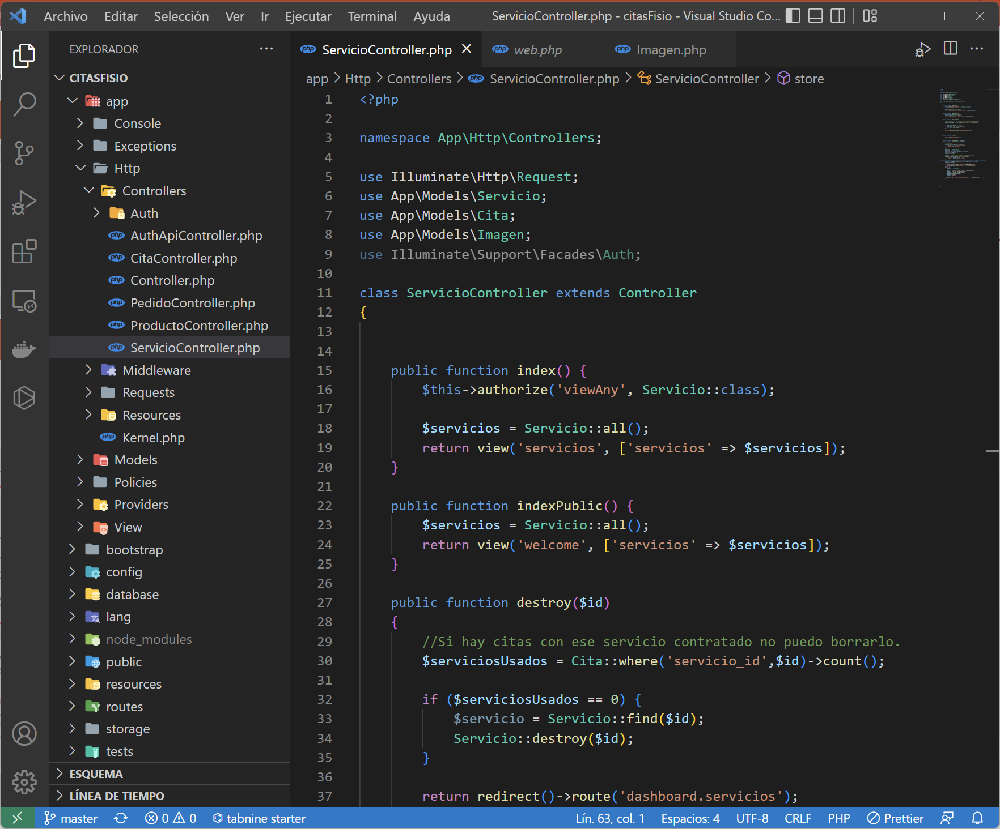 Archivo Editar Selección Ver Ir Ejecutar Terminal Ayuda ServicioController.php - citasFisio - Visual Studio Co...
EXPLORADOR
CITASFISIO
app
Console
Exceptions
Http
Controllers
Auth
php AuthApiController.php
php CitaController.php
php Controller.php
php PedidoController.php
php ProductoController.php
php ServicioController.php
Middleware
Requests
Resources
php Kernel.php
Models
Policies
Providers
View
bootstrap
config
database
lang
node_modules
public
resources
routes
storage
tests
ESQUEMA
LÍNEA DE TIEMPO
php ServicioController.php php web.php php Imagen.php
app > Http > Controllers > php ServicioController.php > ServicioController > store
1 <?php
2
3 namespace App\Http\Controllers;
4
5 use Illuminate\Http\Request;
6 use App\Models\Servicio;
7 use App\Models\Cita;
8 use App\Models\Imagen;
9 use Illuminate\Support\Facades\Auth;
10
11 class ServicioController extends Controller
12 {
13
14
15 public function index() {
16 $this->authorize('viewAny', Servicio::class);
17
18 $servicios = Servicio::all();
19 return view('servicios', ['servicios' => $servicios]);
20 }
21
22 public function indexPublic() {
23 $servicios = Servicio::all();
24 return view('welcome', ['servicios' => $servicios]);
25 }
26
27 public function destroy($id)
28 {
29 //Si hay citas con ese servicio contratado no puedo borrarlo.
30 $serviciosUsados = Cita::where('servicio_id',$id)->count();
31
32 if ($serviciosUsados == 0) {
33 $servicio = Servicio::find($id);
34 Servicio::destroy($id);
35 }
36
37 return redirect()->route('dashboard.servicios');
master 0 0 tabnine starter Lín. 63, col. 1 Espacios: 4 UTF-8 CRLF PHP Prettier